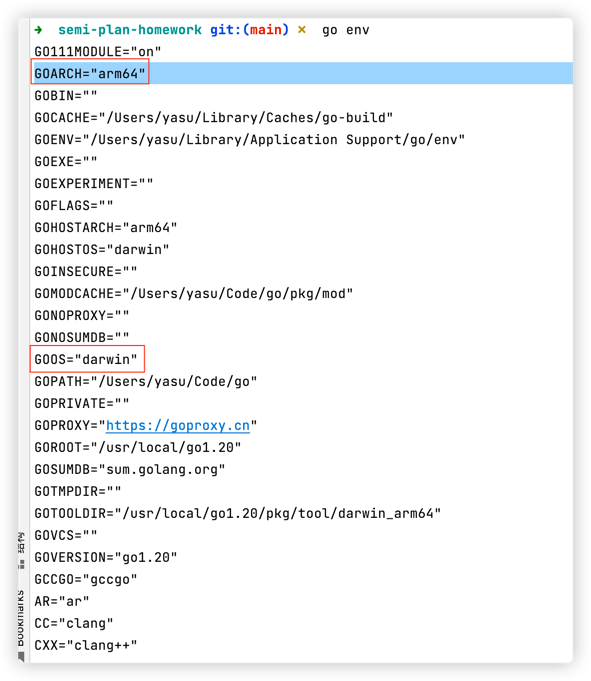 ➜ semi-plan-homework git:(main) ✗ go env
GO111MODULE="on"
GOARCH="arm64"
GOBIN=""
GOCACHE="/Users/yasu/Library/Caches/go-build"
GOENV="/Users/yasu/Library/Application Support/go/env"
GOEXE=""
GOEXPERIMENT=""
GOFLAGS=""
GOHOSTARCH="arm64"
GOHOSTOS="darwin"
GOINSECURE=""
GOMODCACHE="/Users/yasu/Code/go/pkg/mod"
GONOPROXY=""
GONOSUMDB=""
GOOS="darwin"
GOPATH="/Users/yasu/Code/go"
GOPRIVATE=""
GOPROXY="https://goproxy.cn"
GOROOT="/usr/local/go1.20"
GOSUMDB="sum.golang.org"
GOTMPDIR=""
GOTOOLDIR="/usr/local/go1.20/pkg/tool/darwin_arm64"
GOVCS=""
GOVERSION="go1.20"
GCCGO="gccgo"
AR="ar"
CC="clang"
CXX="clang++"
结构
Bookmarks